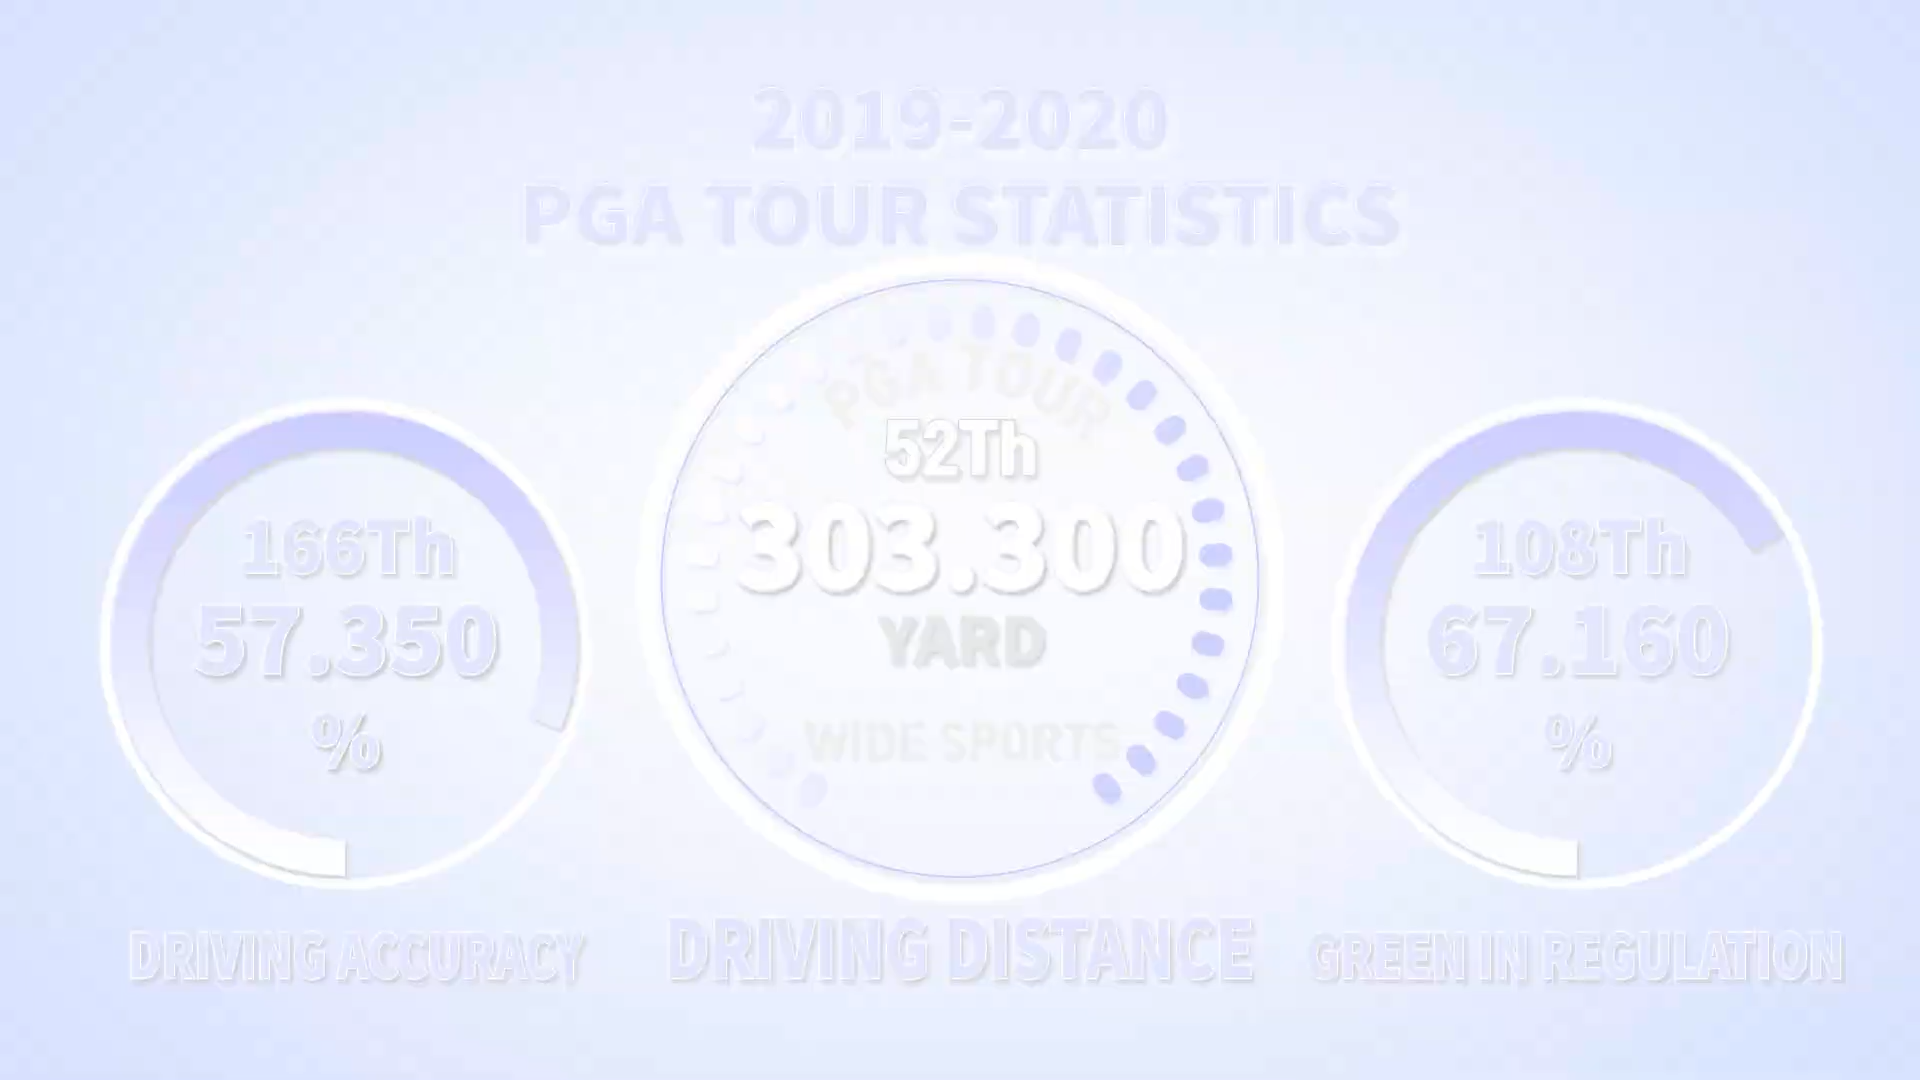 2019-2020
PGA TOUR STATISTICS
166Th
57.350
%
DRIVING ACCURACY
PGA TOUR
52Th
303.300
YARD
WIDE SPORTS
DRIVING DISTANCE
108Th
67.160
%
GREEN IN REGULATION